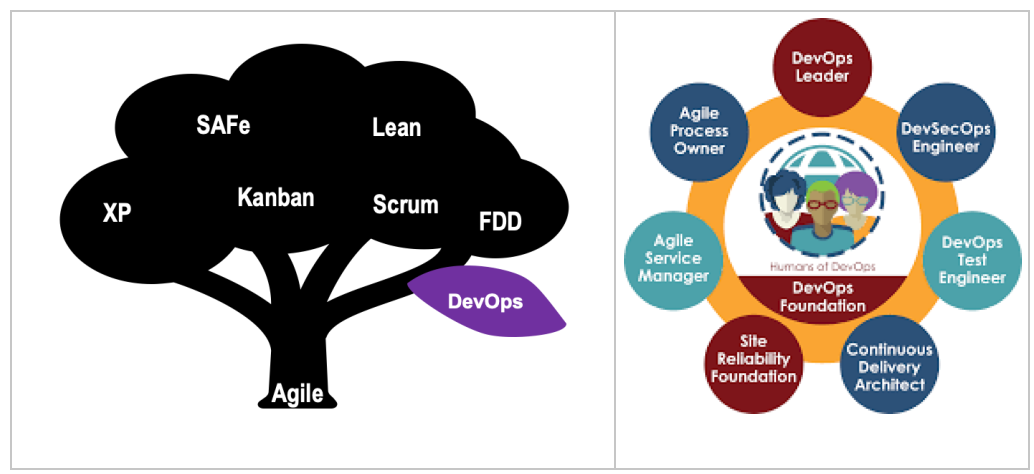 SAFe
Lean
XP
Kanban
Scrum
FDD
DevOps
Agile
DevOps
Leader
Agile
Process
Owner
DevSecOps
Engineer
Agile
Service
Manager
DevOps
Test
Engineer
Humans of DevOps
DevOps
Foundation
Site
Reliability
Foundation
Continuous
Delivery
Architect